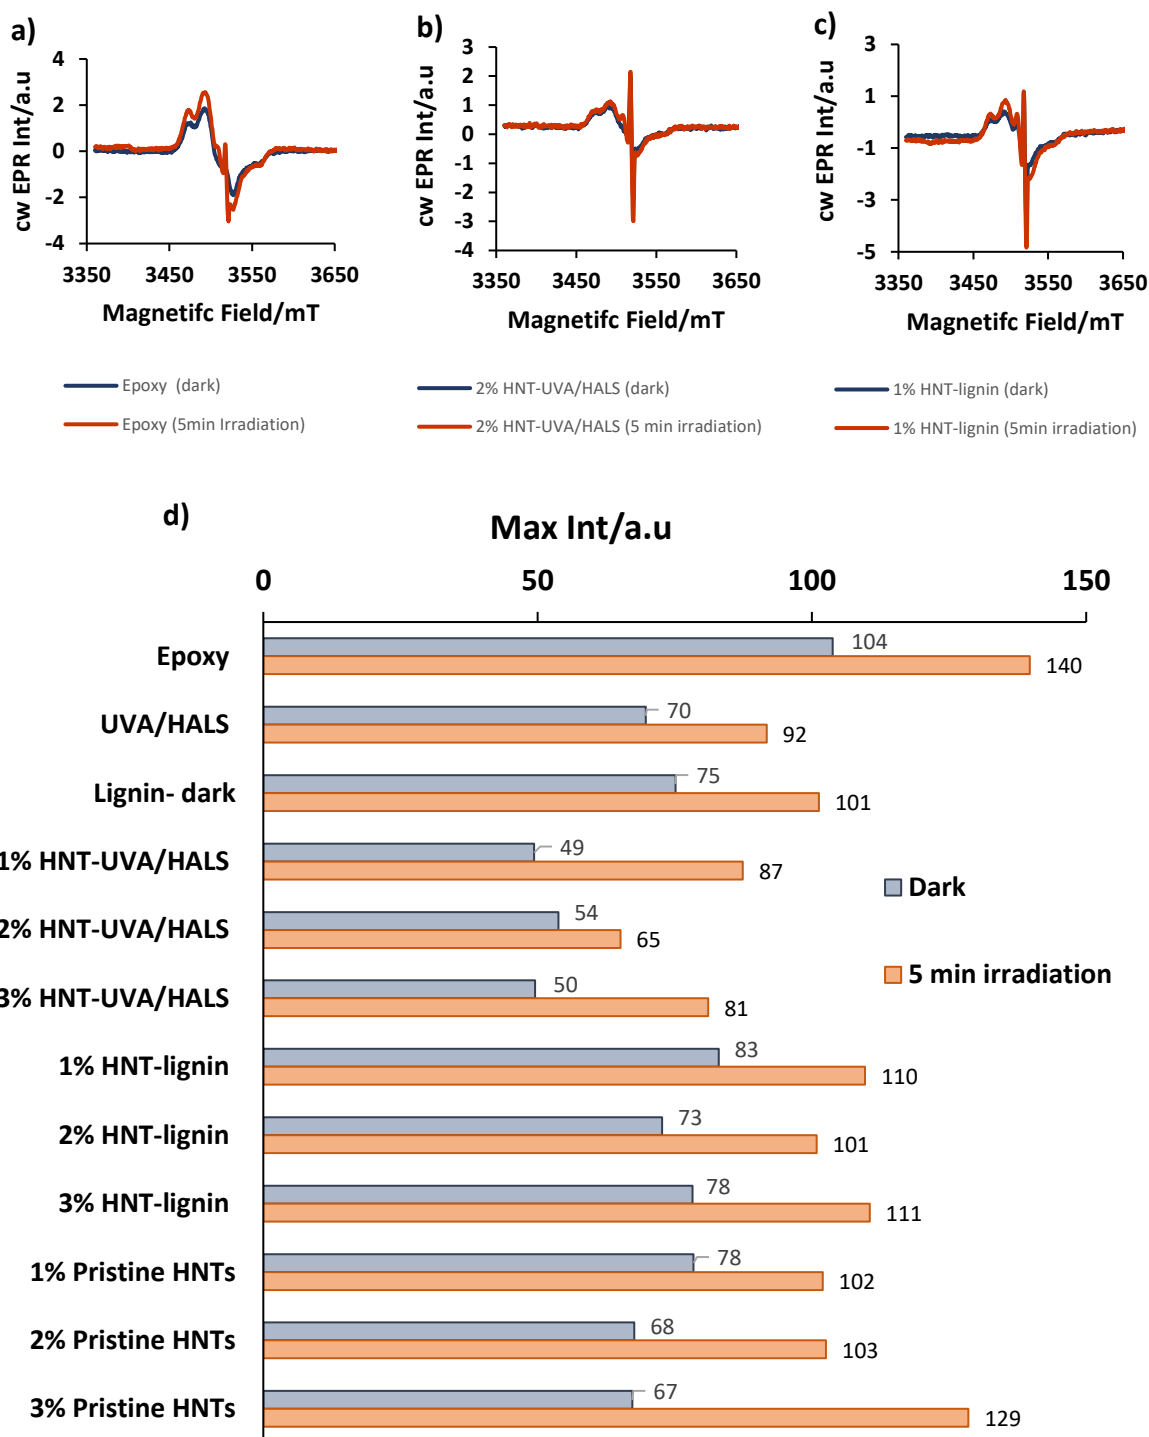 a)
cw EPR Int/a.u
4
2
0
-2
-4
3350 3450 3550 3650
Magnetifc Field/mT
b)
cw EPR Int/a.u
3
2
1
0
-1
-2
-3
-4
3350 3450 3550 3650
Magnetifc Field/mT
c)
cw EPR Int/a.u
3
1
-1
-3
-5
3350 3450 3550 3650
Magnetifc Field/mT
Epoxy (dark)
Epoxy (5min Irradiation)
2% HNT-UVA/HALS (dark)
2% HNT-UVA/HALS (5 min irradiation)
1% HNT-lignin (dark)
1% HNT-lignin (5min irradiation)
d)
Max Int/a.u
0 50 100 150
Epoxy 104
140
UVA/HALS 70
92
Lignin- dark 75
101
1% HNT-UVA/HALS 49
87
2% HNT-UVA/HALS 54
65
3% HNT-UVA/HALS 50
81
1% HNT-lignin 83
110
2% HNT-lignin 73
101
3% HNT-lignin 78
111
1% Pristine HNTs 78
102
2% Pristine HNTs 68
103
3% Pristine HNTs 67
129
Dark
5 min irradiation